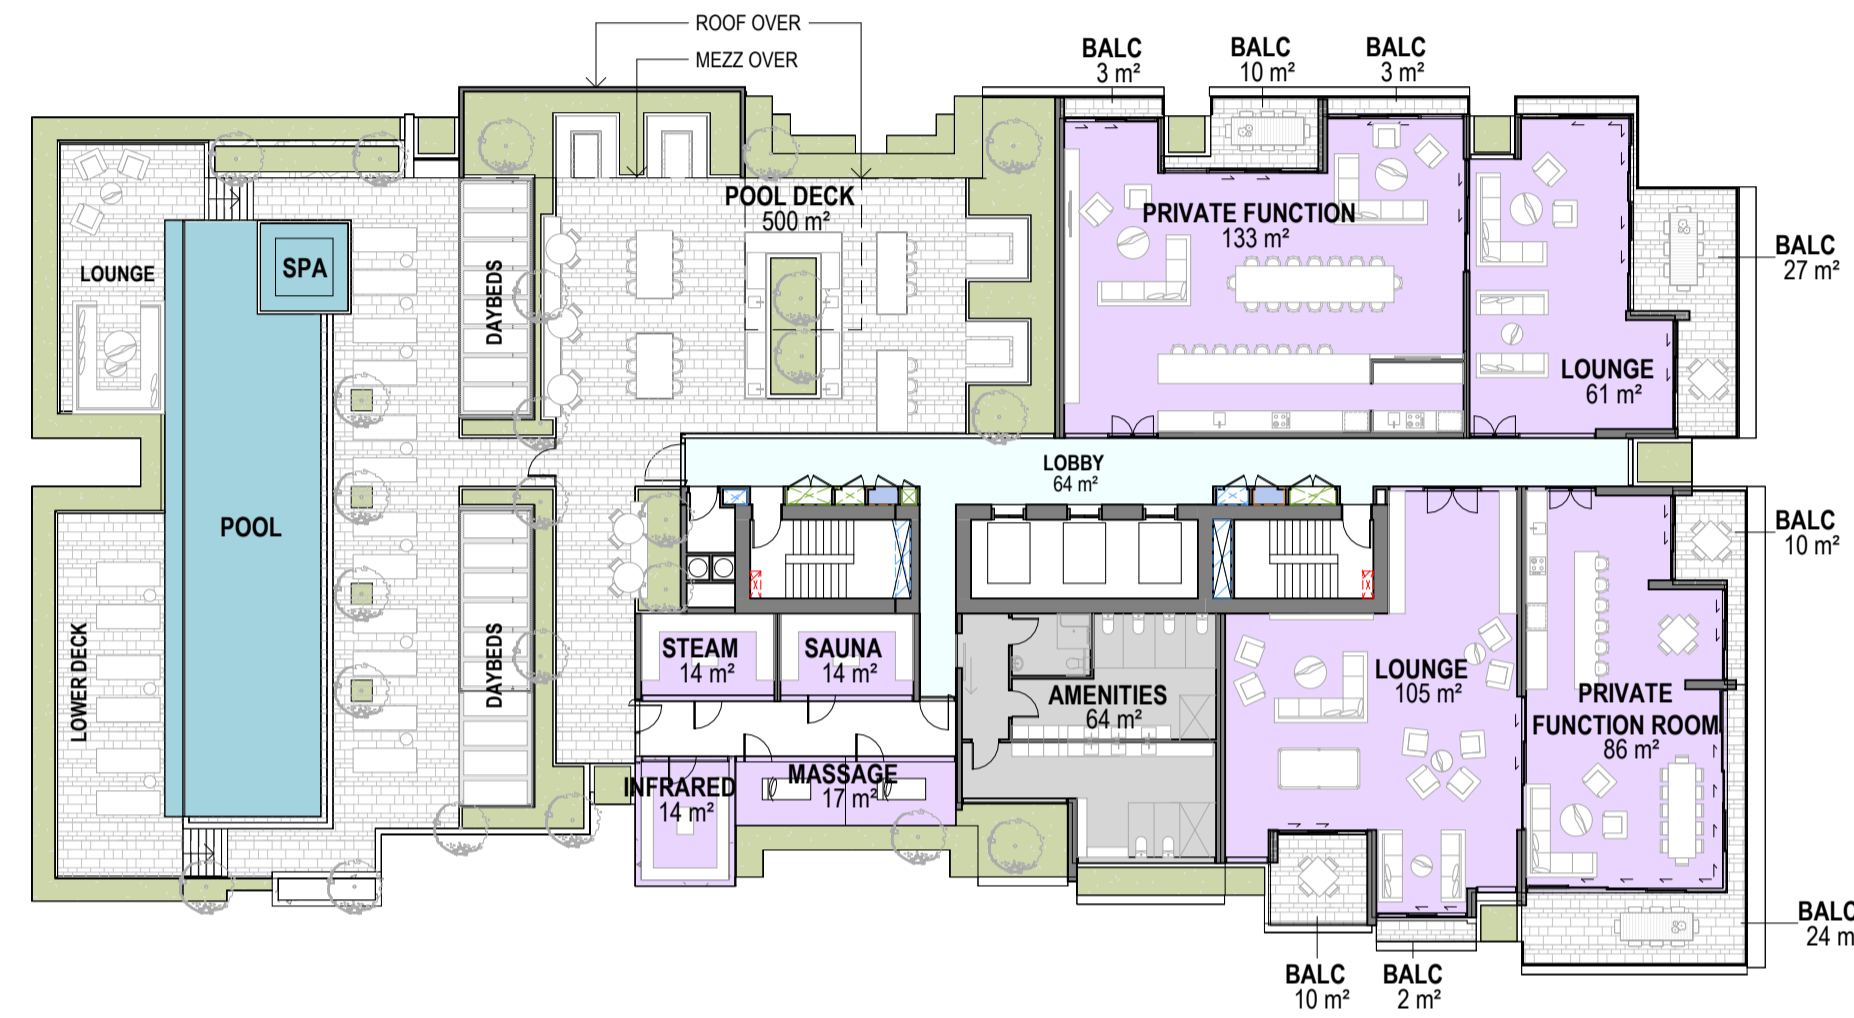 ROOF OVER
MEZZ OVER
BALC
3 m²
BALC
10 m²
BALC
3 m²
POOL DECK
500 m²
PRIVATE FUNCTION
133 m²
BALC
27 m²
LOUNGE
SPA
DAYBEDS
LOUNGE
61 m²
LOBBY
64 m²
POOL
BALC
10 m²
LOWER DECK
DAYBEDS
STEAM
14 m²
SAUNA
14 m²
AMENITIES
64 m²
LOUNGE
105 m²
PRIVATE
FUNCTION ROOM
86 m²
INFRARED
14 m²
MASSAGE
17 m²
BALC
24 m
BALC
10 m²
BALC
2 m²